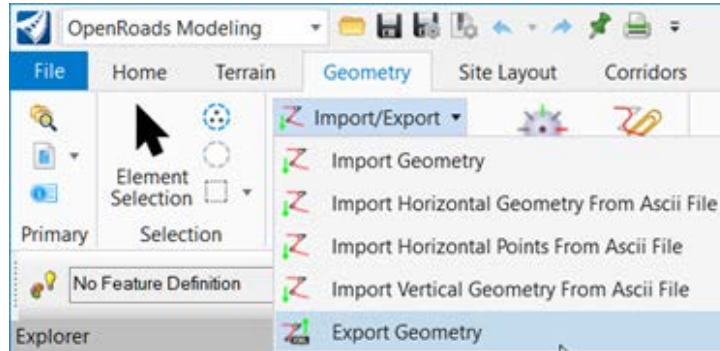 OpenRoads Modeling
File Home Terrain Geometry Site Layout Corridors
Import/Export
Element
Selection
Primary Selection
Import Geometry
Import Horizontal Geometry From Ascii File
Import Horizontal Points From Ascii File
Import Vertical Geometry From Ascii File
Export Geometry
No Feature Definition
Explorer